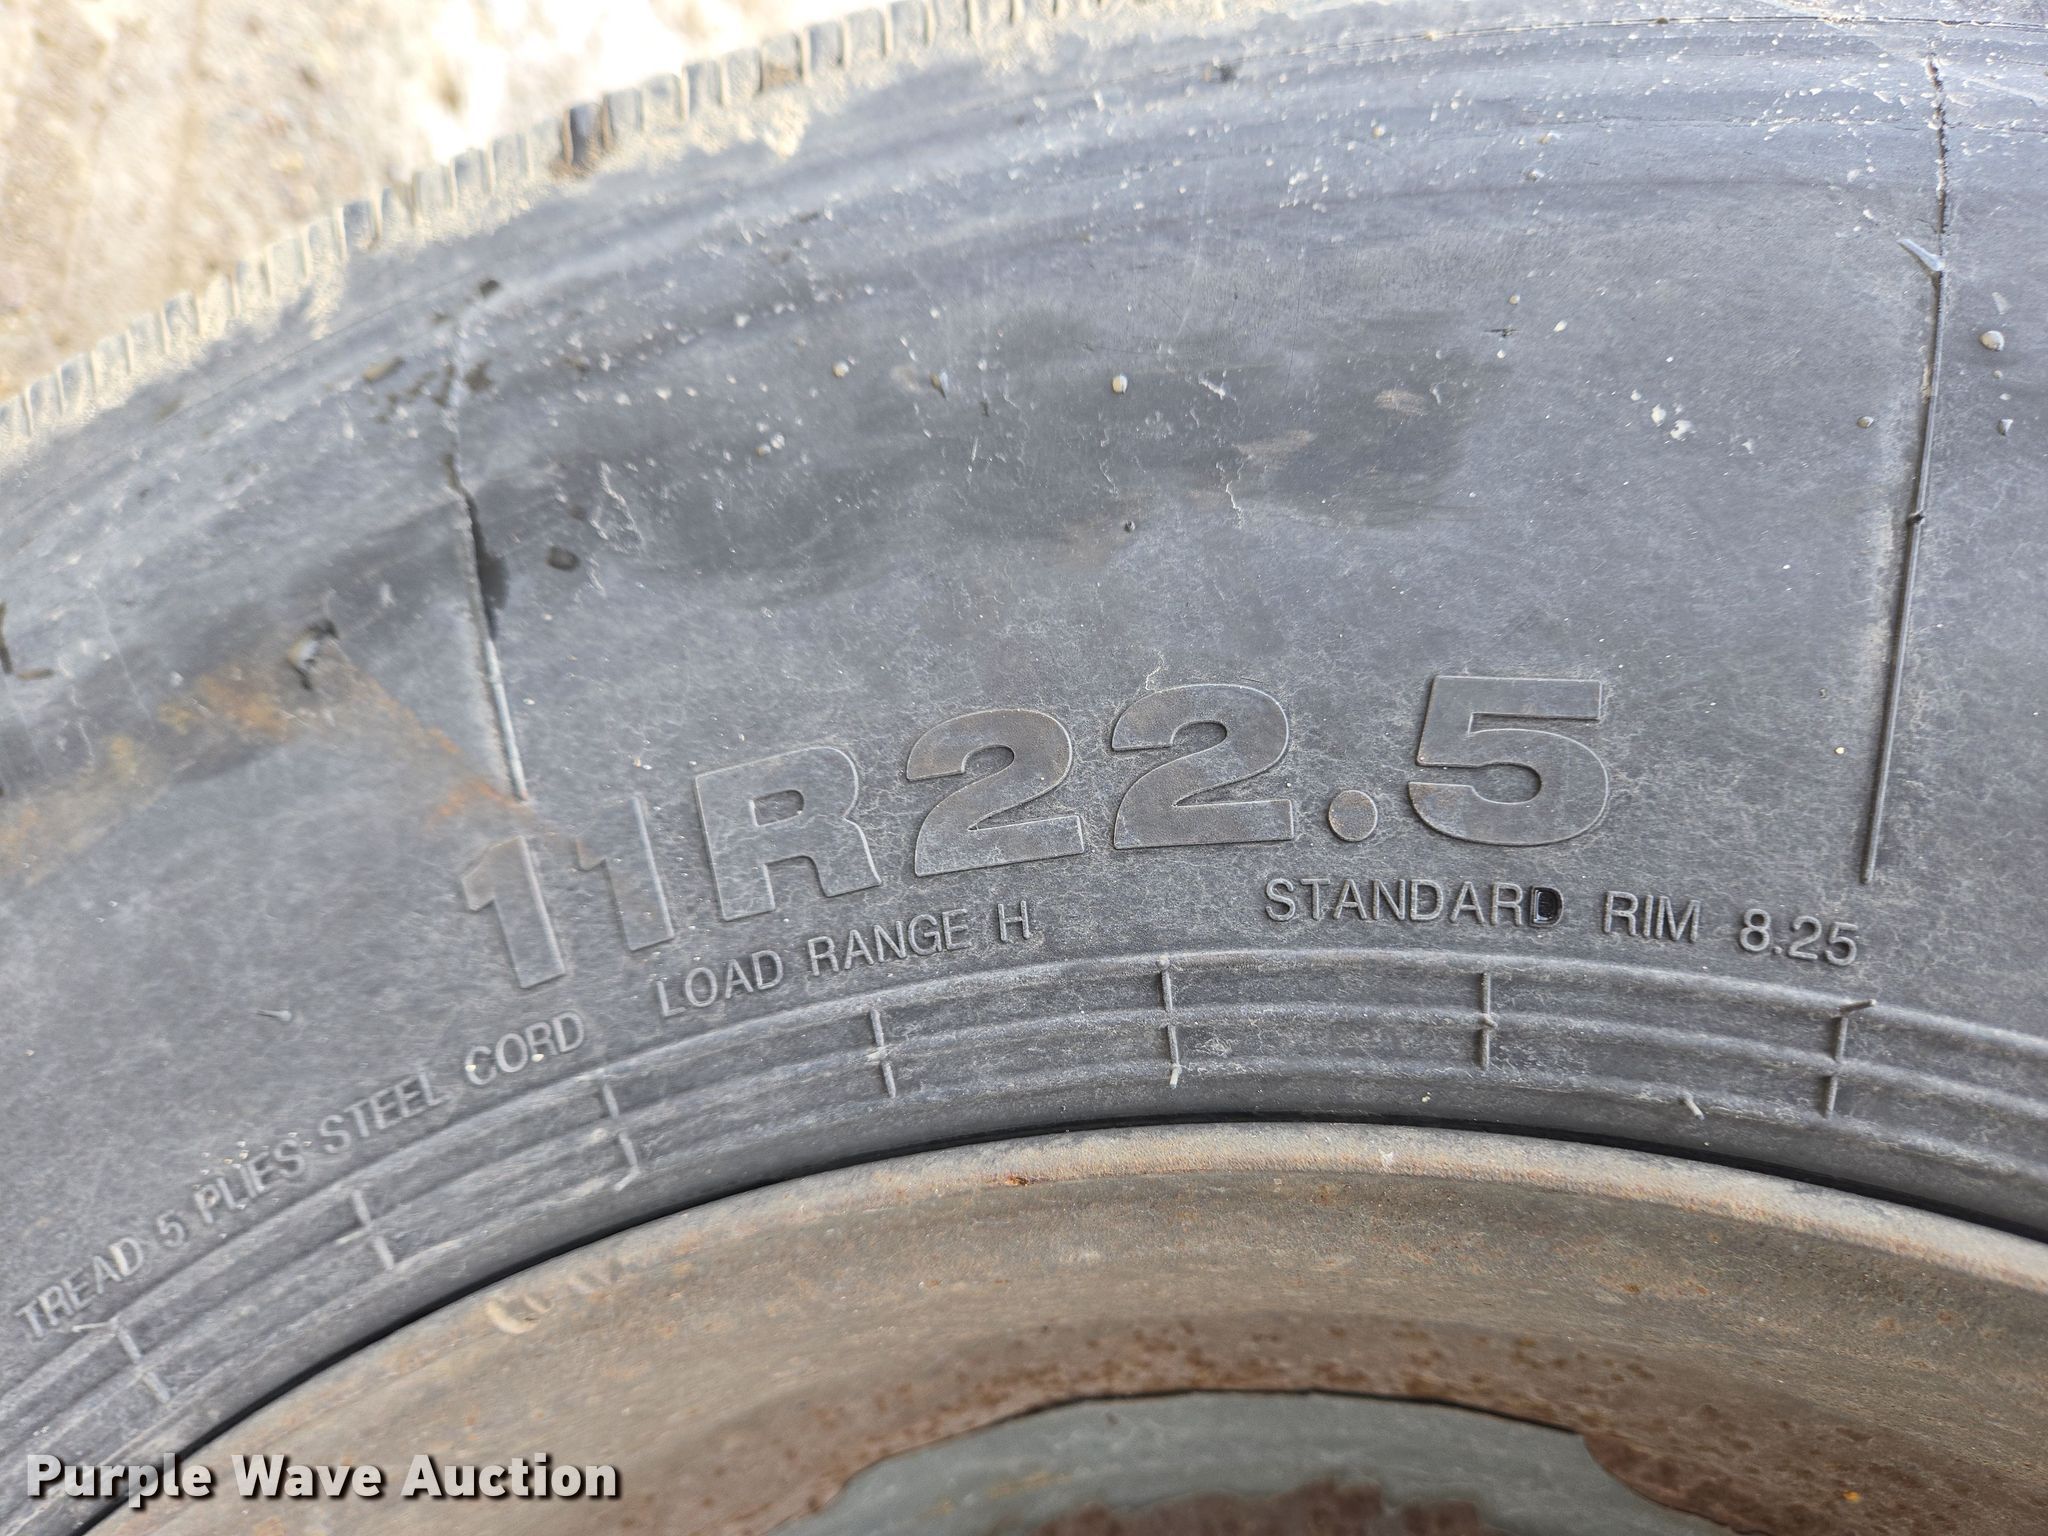 11R22.5
LOAD RANGE H
STANDARD RIM 8.25
TREAD 5 PLIES STEEL CORD
Purple Wave Auction